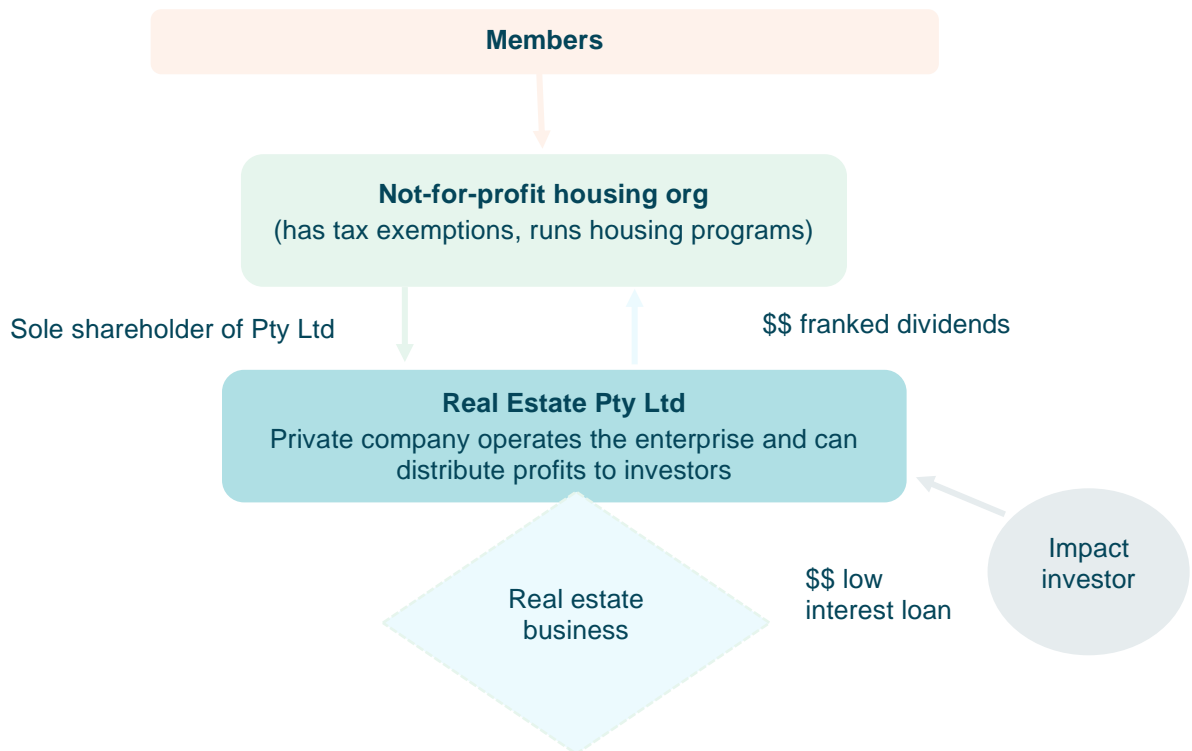 Members
Not-for-profit housing org
(has tax exemptions, runs housing programs)
Sole shareholder of Pty Ltd
$$ franked dividends
Real Estate Pty Ltd
Private company operates the enterprise and can
distribute profits to investors
Impact
investor
$$ low
interest loan
Real estate
business